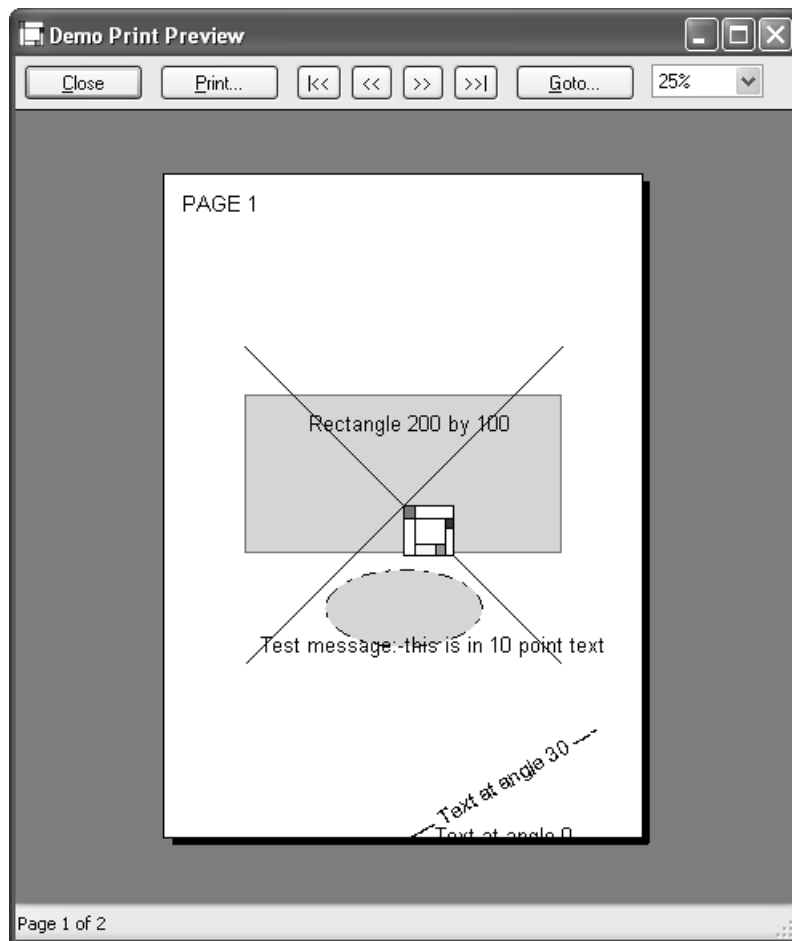 Demo Print Preview
Close Print... |<< << >> >>| Goto... 25%
PAGE 1
Rectangle 200 by 100
Test message:-this is in 10 point text
Text at angle 30
Text at angle 0
Page 1 of 2